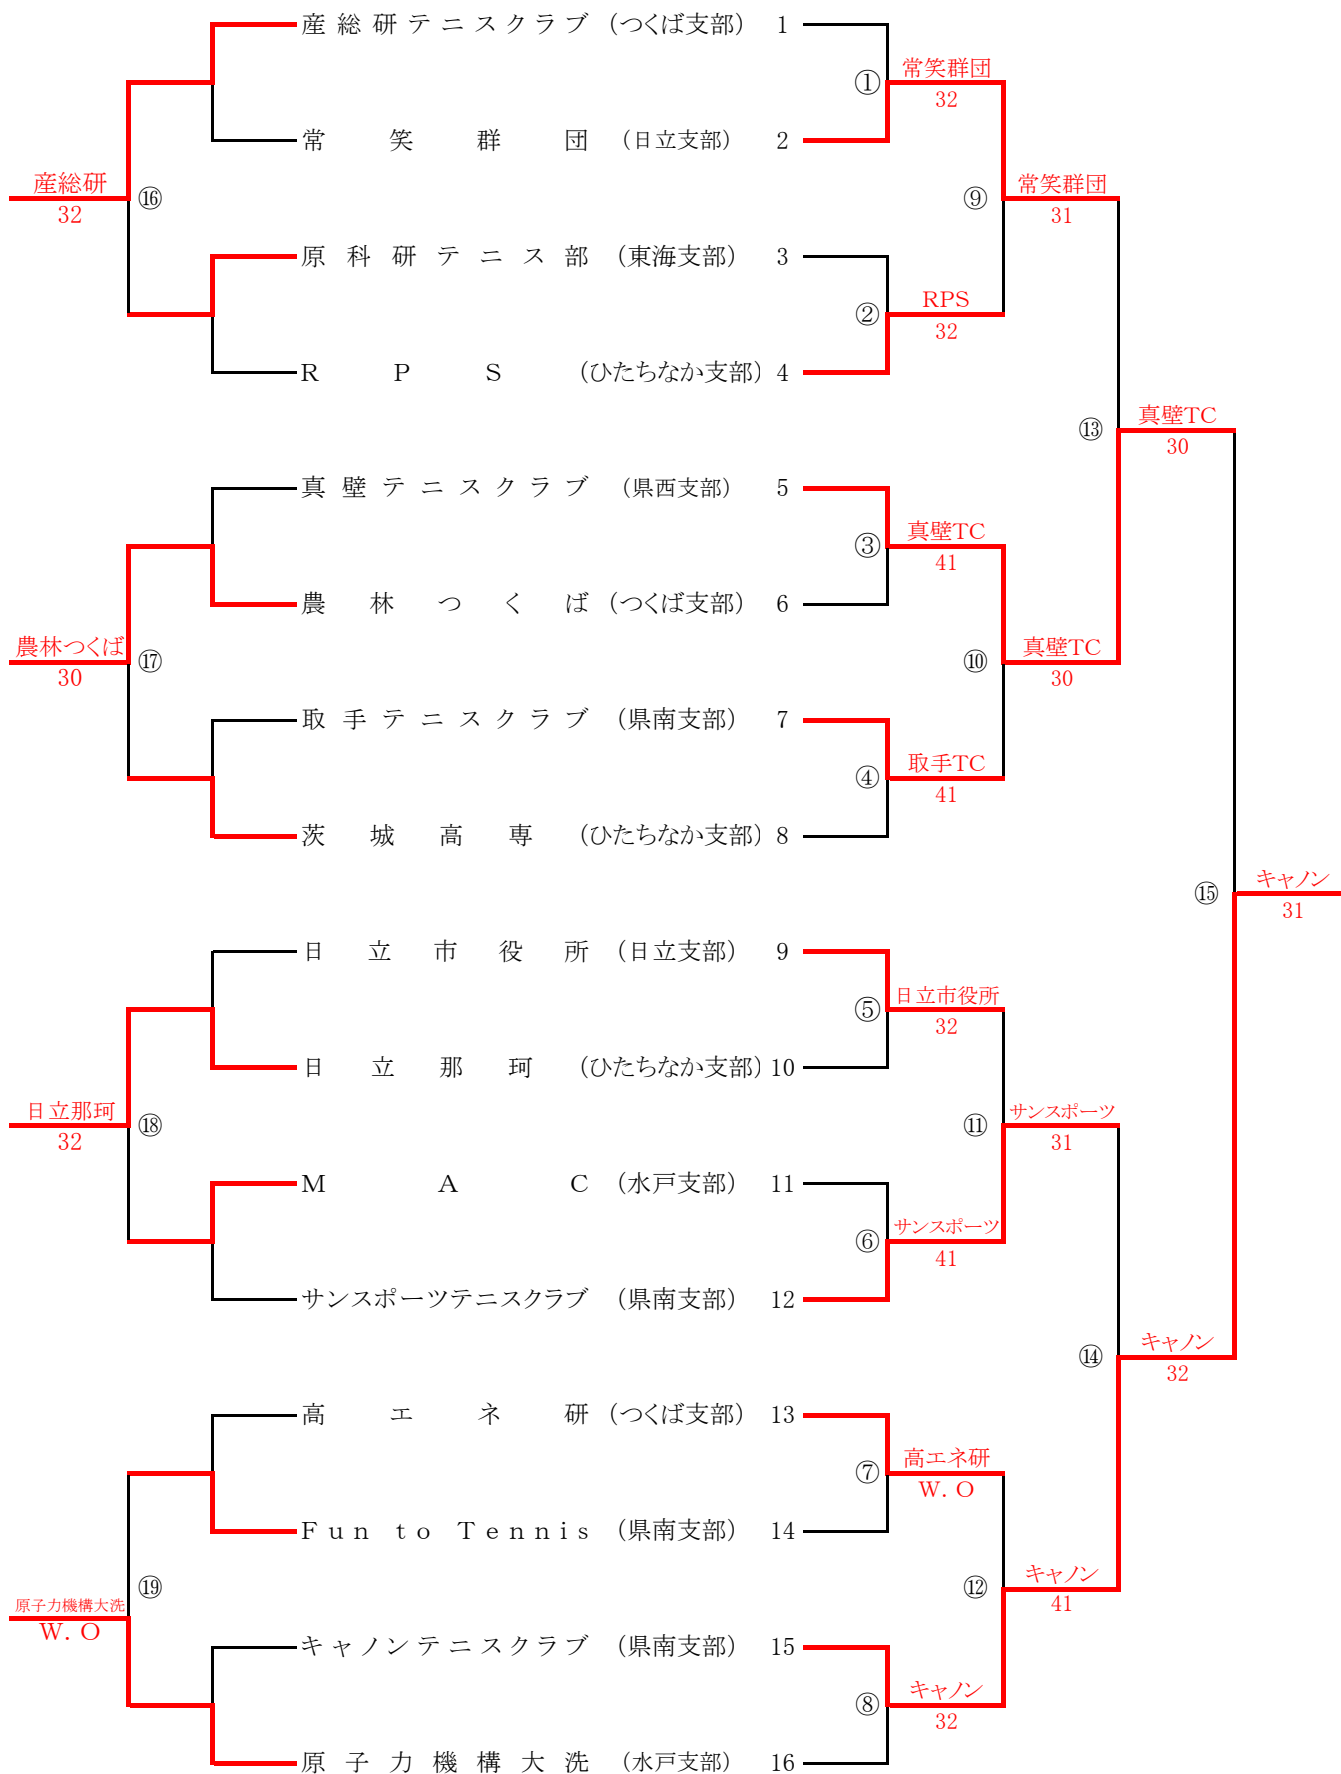 産総研テニスクラブ (つくば支部) 1
① 常笑群団
32
常笑群団 (日立支部) 2
産総研
32
⑯
⑨ 常笑群団
31
原科研テニス部 (東海支部) 3
② RPS
32
RPS (ひたちなか支部) 4
⑬ 真壁TC
30
真壁テニスクラブ (県西支部) 5
③ 真壁TC
41
農林つくば (つくば支部) 6
農林つくば
30
⑰
⑩ 真壁TC
30
取手テニスクラブ (県南支部) 7
④ 取手TC
41
茨城高専 (ひたちなか支部) 8
⑮ キャノン
31
日立市役所 (日立支部) 9
⑤ 日立市役所
32
日立那珂 (ひたちなか支部) 10
日立那珂
32
⑱
⑪ サンスポーツ
31
MAC (水戸支部) 11
⑥ サンスポーツ
41
サンスポーツテニスクラブ (県南支部) 12
⑭ キャノン
32
高エネ研 (つくば支部) 13
⑦ 高エネ研
W.O
Fun to Tennis (県南支部) 14
⑲
原子力機構大洗
W.O
⑫ キャノン
41
キャノンテニスクラブ (県南支部) 15
⑧ キャノン
32
原子力機構大洗 (水戸支部) 16